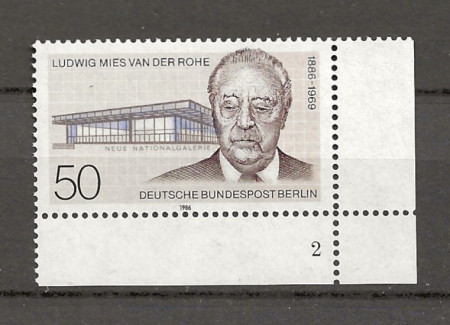 LUDWIG MIES VAN DER ROHE
1886-1969
NEUE NATIONALGALERIE
50
DEUTSCHE BUNDESPOST BERLIN
1986
2